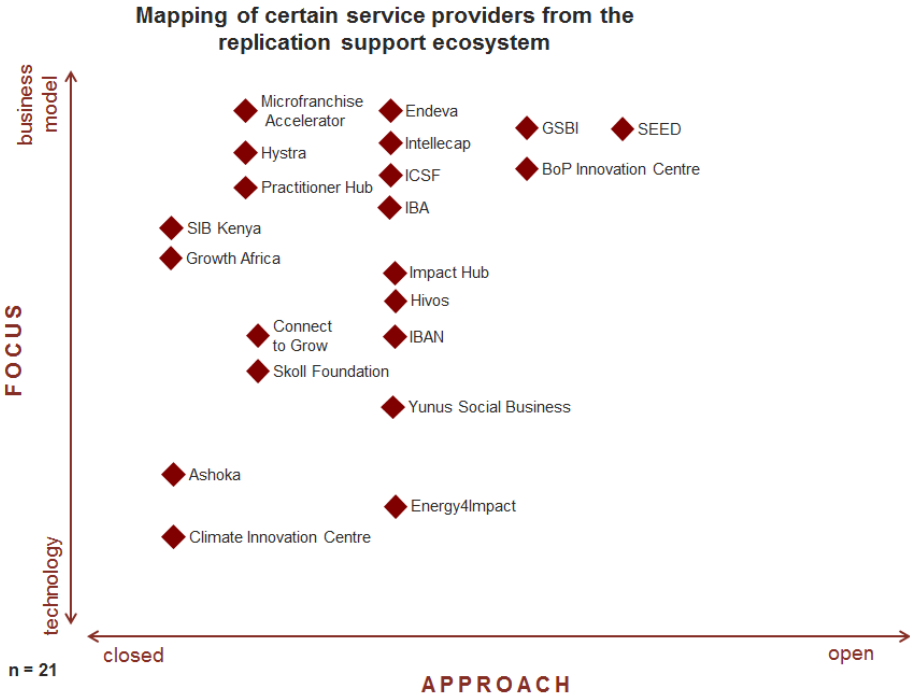 Mapping of certain service providers from the
replication support ecosystem
business
model
Microfranchise
Accelerator
Endeva
GSBI
SEED
Intellecap
Hystra
BoP Innovation Centre
ICSF
Practitioner Hub
IBA
SIB Kenya
Growth Africa
Impact Hub
Hivos
FOCUS
Connect
to Grow
IBAN
Skoll Foundation
Yunus Social Business
Ashoka
Energy4Impact
Climate Innovation Centre
technology
closed
open
n = 21
APPROACH